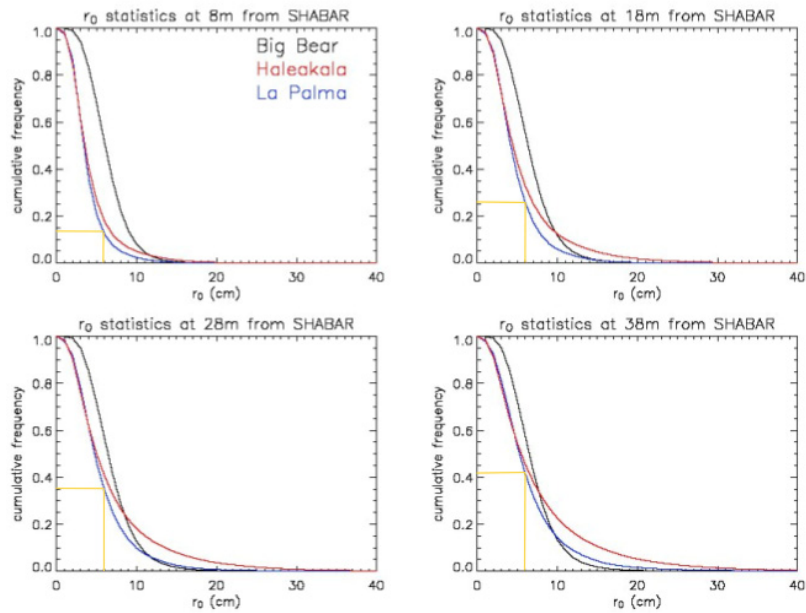 r₀ statistics at 8m from SHABAR
Big Bear
Haleakala
La Palma
cumulative frequency
1.0
0.8
0.6
0.4
0.2
0.0
0 10 20 30 40
r₀ (cm)
r₀ statistics at 18m from SHABAR
cumulative frequency
1.0
0.8
0.6
0.4
0.2
0.0
0 10 20 30 40
r₀ (cm)
r₀ statistics at 28m from SHABAR
cumulative frequency
1.0
0.8
0.6
0.4
0.2
0.0
0 10 20 30 40
r₀ (cm)
r₀ statistics at 38m from SHABAR
cumulative frequency
1.0
0.8
0.6
0.4
0.2
0.0
0 10 20 30 40
r₀ (cm)